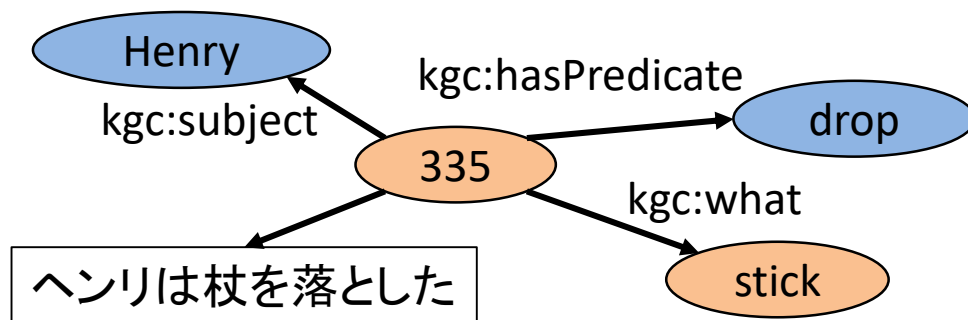 Henry
kgc:hasPredicate
kgc:subject
drop
335
kgc:what
ヘンリは杖を落とした
stick